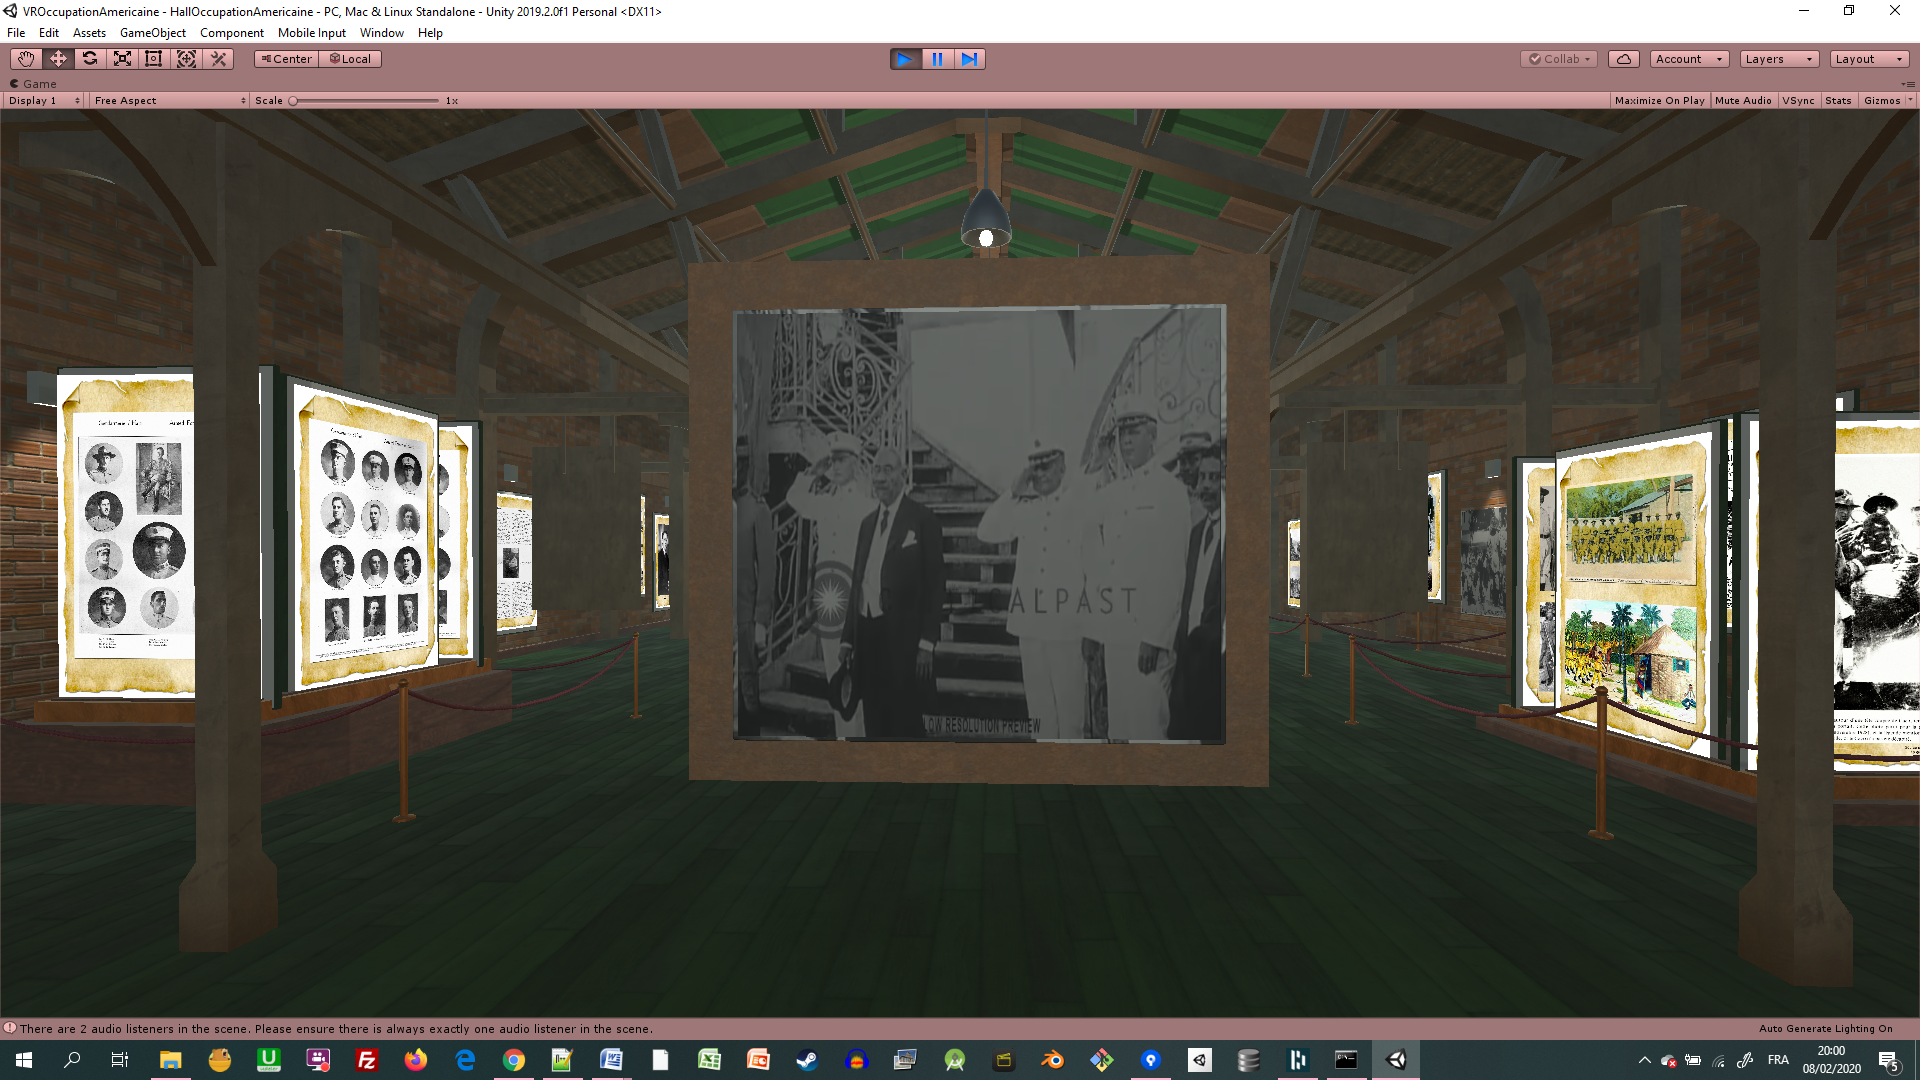 VROccupationAmericaine - HallOccupationAmericaine - PC, Mac & Linux Standalone - Unity 2019.2.0f1 Personal <DX11>
File Edit Assets GameObject Component Mobile Input Window Help
Center Local Collab Account Layers Layout
Game
Display 1 Free Aspect Scale 1x Maximize On Play Mute Audio VSync Stats Gizmos
ALPAST
LOW RESOLUTION PREVIEW
There are 2 audio listeners in the scene. Please ensure there is always exactly one audio listener in the scene.
Auto Generate Lighting On
FRA
20:00
08/02/2020
5